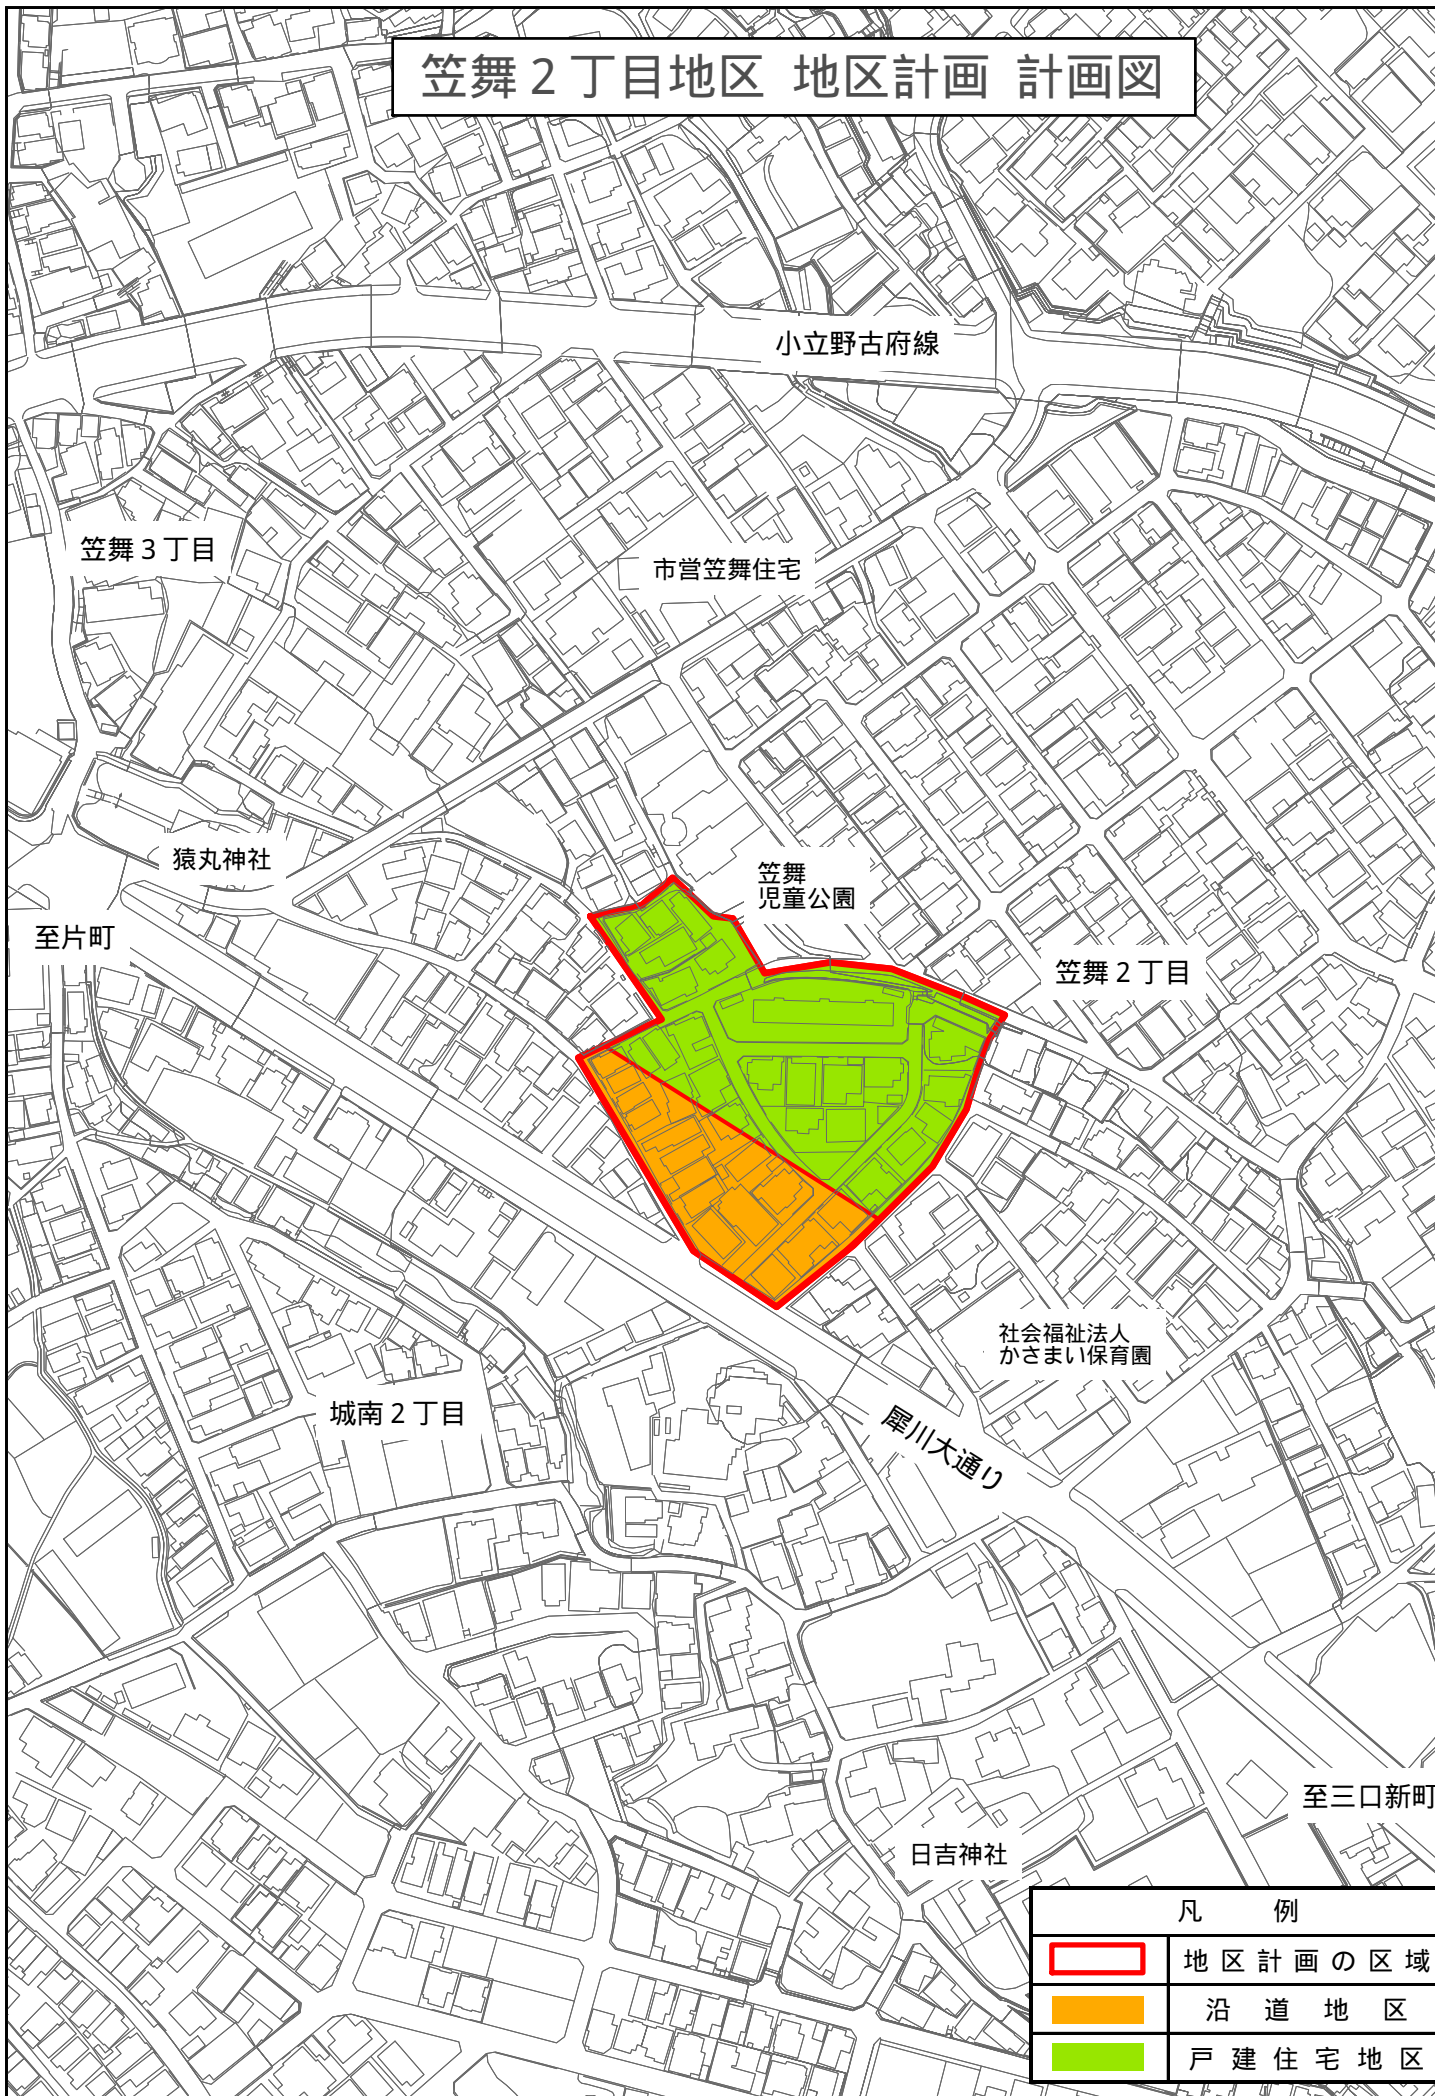 笠舞２丁目地区 地区計画 計画図
小立野古府線
笠舞３丁目
市営笠舞住宅
猿丸神社
笠舞
児童公園
至片町
笠舞２丁目
社会福祉法人
かさまい保育園
城南２丁目
犀川大通り
至三口新町
日吉神社
凡例
地区計画の区域
沿道地区
戸建住宅地区